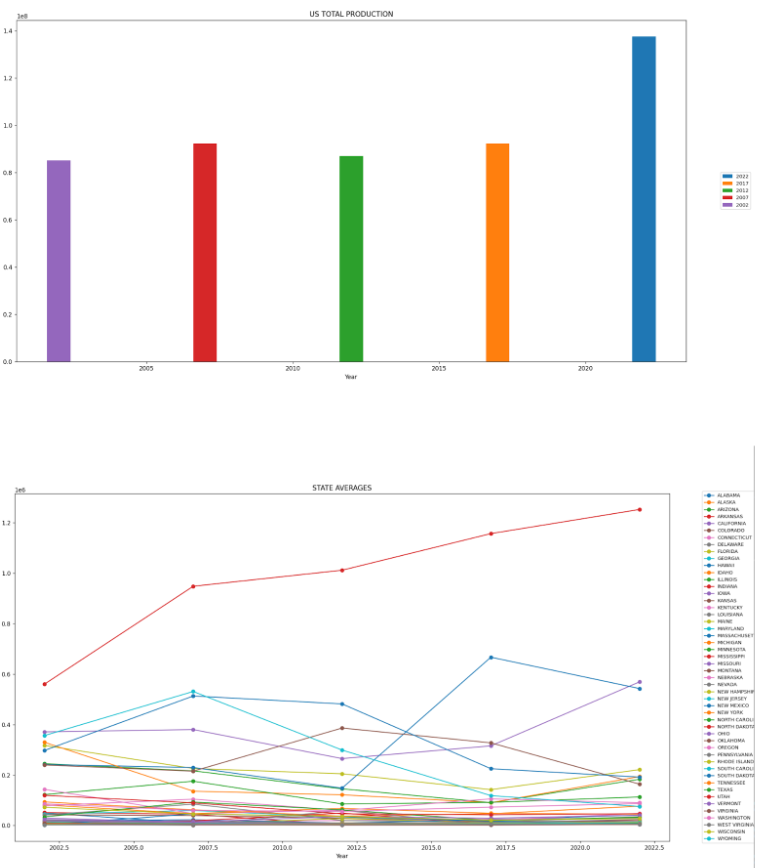 US TOTAL PRODUCTION
1e8
1.4
1.2
1.0
0.8
0.6
0.4
0.2
0.0
2005
2010
2015
2020
Year
2022
2017
2012
2007
2002
STATE AVERAGES
1e6
1.2
1.0
0.8
0.6
0.4
0.2
0.0
2002.5
2005.0
2007.5
2010.0
2012.5
2015.0
2017.5
2020.0
2022.5
Year
ALABAMA
ALASKA
ARIZONA
ARKANSAS
CALIFORNIA
COLORADO
CONNECTICUT
DELAWARE
FLORIDA
GEORGIA
HAWAII
IDAHO
ILLINOIS
INDIANA
IOWA
KANSAS
KENTUCKY
LOUISIANA
MAINE
MARYLAND
MASSACHUSET
MICHIGAN
MINNESOTA
MISSISSIPPI
MISSOURI
MONTANA
NEBRASKA
NEVADA
NEW HAMPSHIR
NEW JERSEY
NEW MEXICO
NEW YORK
NORTH CAROLI
NORTH DAKOTA
OHIO
OKLAHOMA
OREGON
PENNSYLVANIA
RHODE ISLAND
SOUTH CAROLI
SOUTH DAKOTA
TENNESSEE
TEXAS
UTAH
VERMONT
VIRGINIA
WASHINGTON
WEST VIRGINIA
WISCONSIN
WYOMING